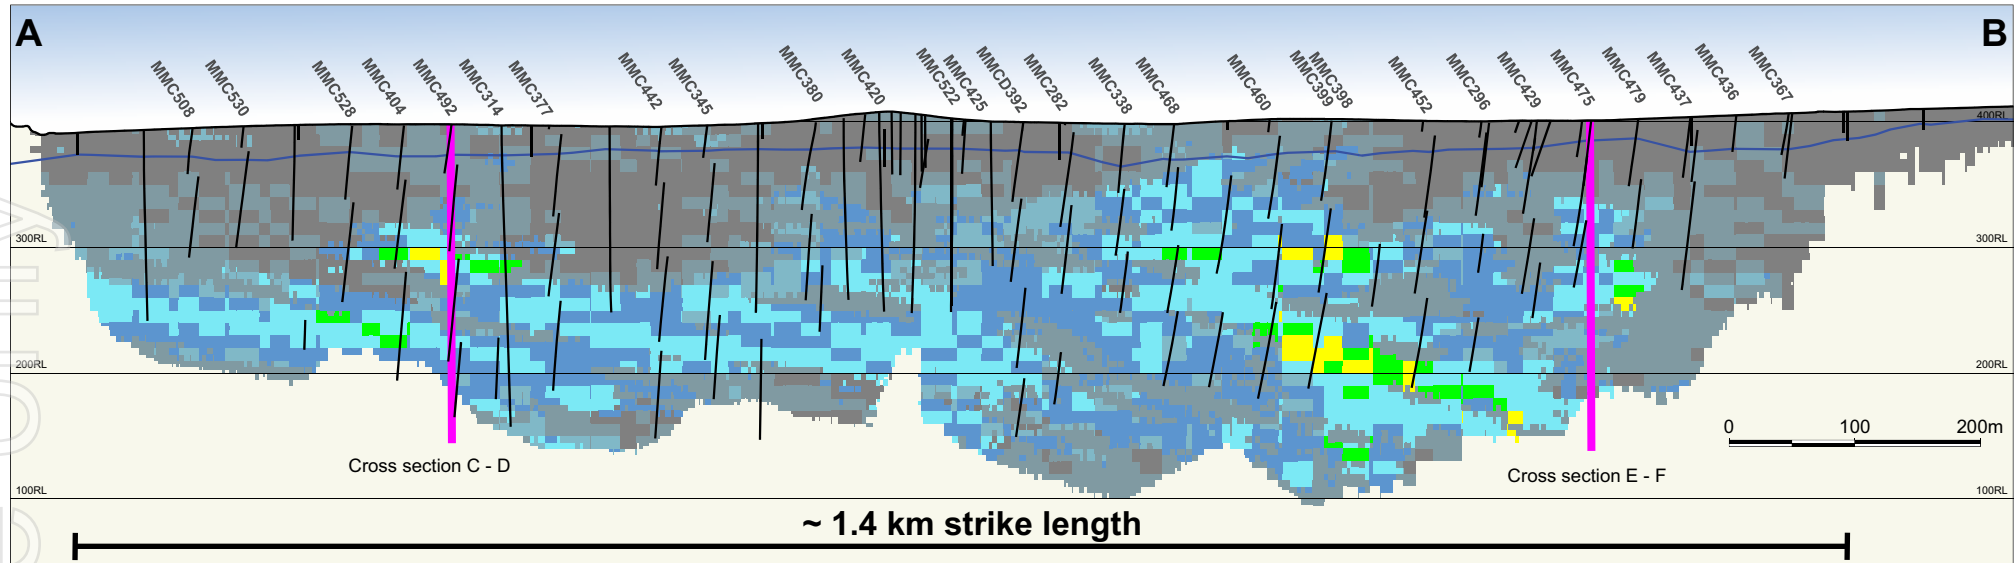 A
B
MMC508
MMC530
MMC528
MMC404
MMC492
MMC314
MMC377
MMC442
MMC345
MMC380
MMC420
MMC522
MMC425
MMCD392
MMC282
MMC338
MMC468
MMC460
MMC399
MMC398
MMC452
MMC296
MMC429
MMC475
MMC479
MMC437
MMC436
MMC367
400RL
300RL
300RL
200RL
200RL
0 100 200m
Cross section C - D
Cross section E - F
100RL
100RL
~ 1.4 km strike length